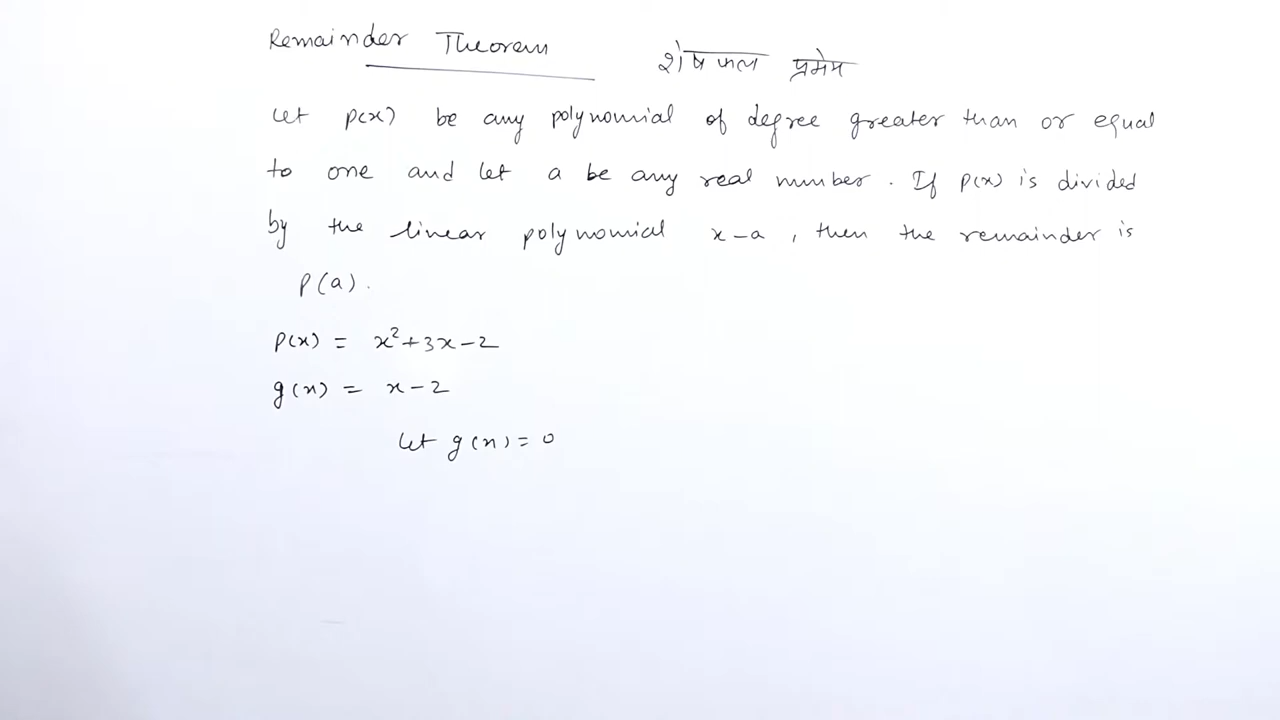 Remainder Theorem शेषफल प्रमेय
Let p(x) be any polynomial of degree greater than or equal
to one and let a be any real number. If p(x) is divided
by the linear polynomial x-a, then the remainder is
p(a).
p(x) = x²+3x-2
g(x) = x-2
Let g(x) = 0